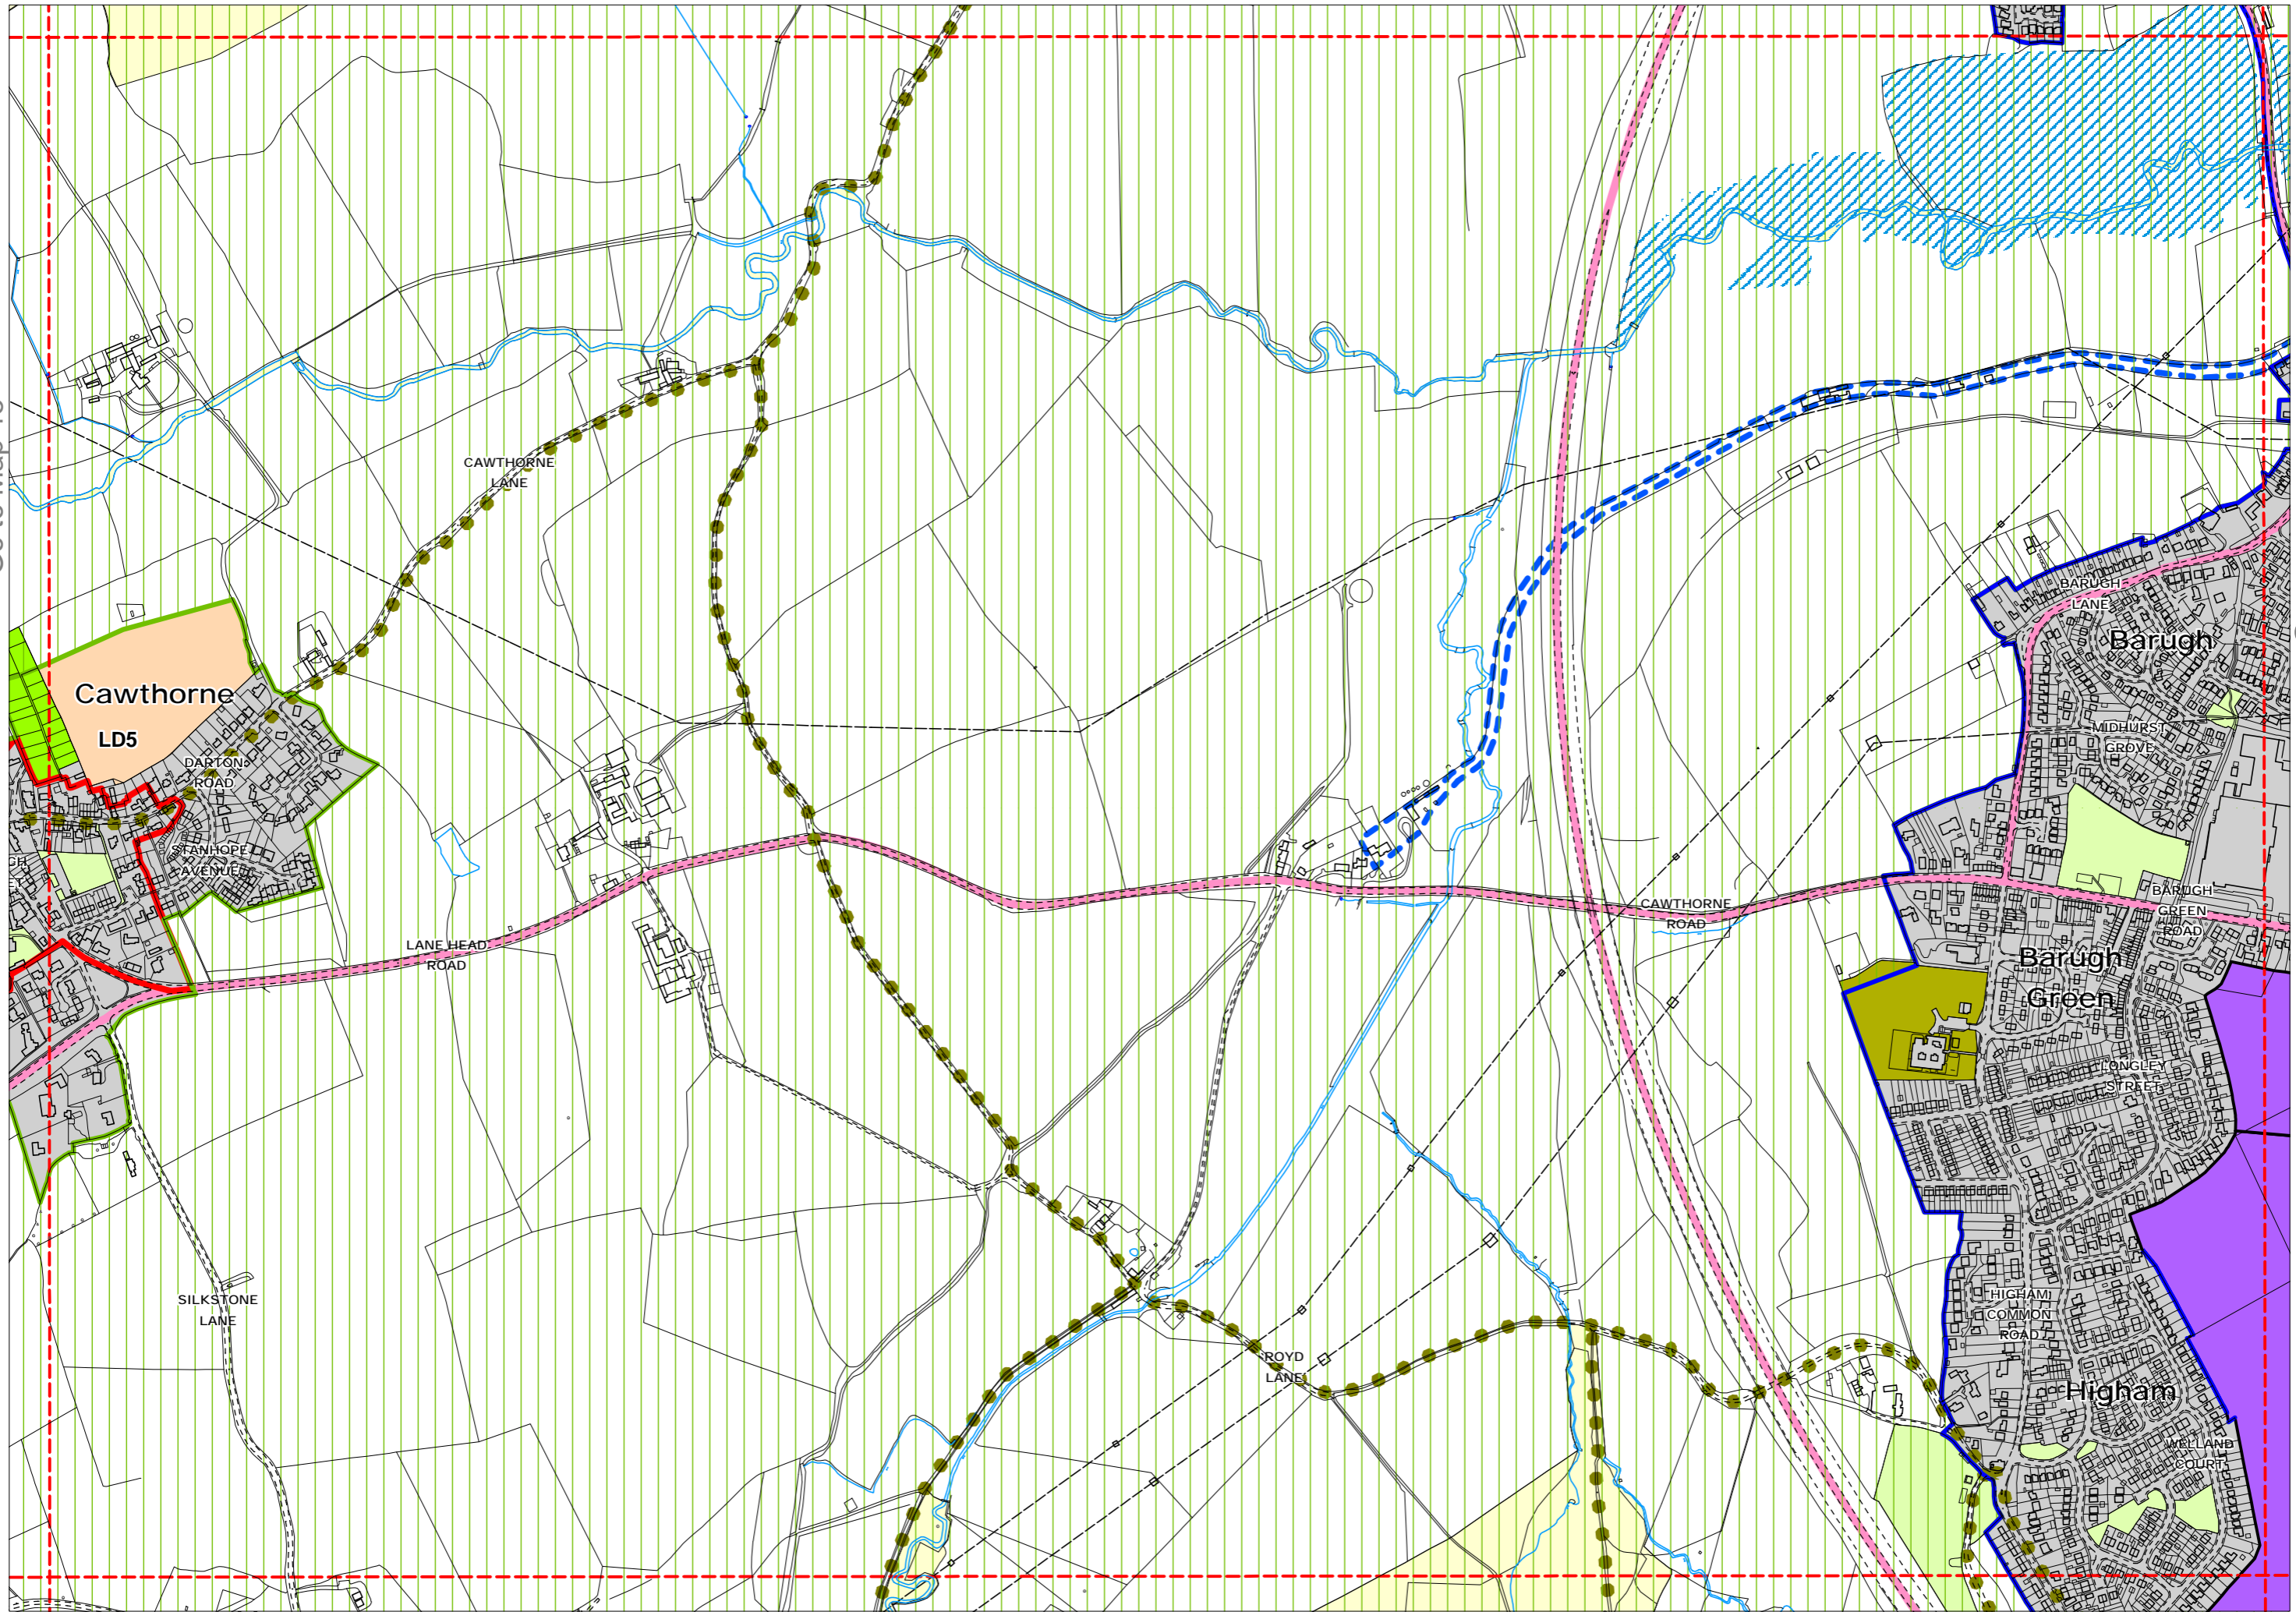 CAWTHORNE
LANE
BARUGH
LANE
Barugh
Cawthorne
LD5
MIDHURST
GROVE
DARTON
ROAD
STANHOPE
AVENUE
BARUGH
GREEN
ROAD
CAWTHORNE
ROAD
LANE HEAD
ROAD
Barugh
Green
LONGLEY
STREET
SILKSTONE
LANE
HIGHAM
COMMON
ROAD
ROYD
LANE
Higham
WELLAND
COURT